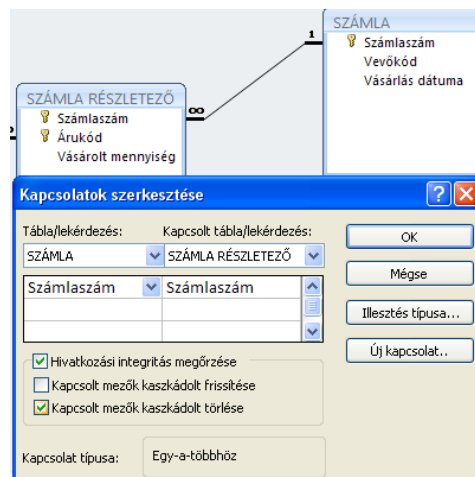 SZÁMLA
1
Számlaszám
Vevőkód
Vásárlás dátuma
SZÁMLA RÉSZLETEZŐ
∞
Számlaszám
Árukód
Vásárolt mennyiség
Kapcsolatok szerkesztése
Tábla/lekérdezés:
Kapcsolt tábla/lekérdezés:
OK
SZÁMLA
SZÁMLA RÉSZLETEZŐ
Mégse
Számlaszám
Számlaszám
Illesztés típusa...
Új kapcsolat..
Hivatkozási integritás megőrzése
Kapcsolt mezők kaszkádolt frissítése
Kapcsolt mezők kaszkádolt törlése
Kapcsolat típusa:
Egy-a-többhöz